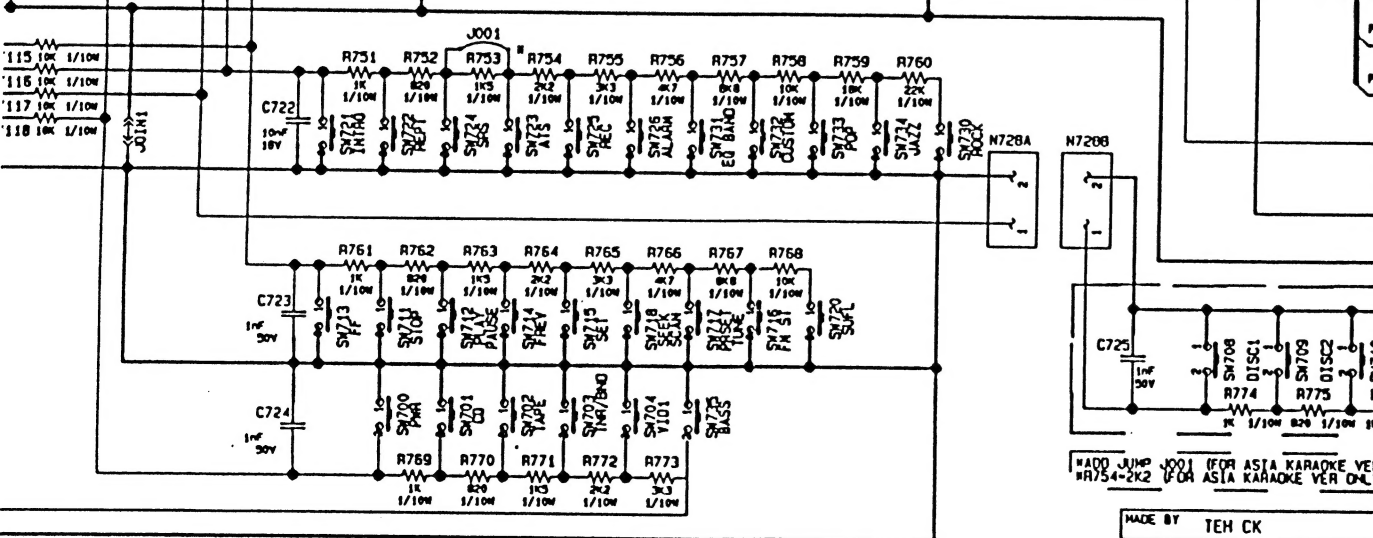 J001
R751 R752 R753 * R754 R755 R756 R757 R758 R759 R760
1K 820 1K5 2K2 3K3 4K7 8K8 10K 18K 22K
1/10W 1/10W 1/10W 1/10W 1/10W 1/10W 1/10W 1/10W 1/10W 1/10W
115 10K 1/10W
116 10K 1/10W
117 10K 1/10W
118 10K 1/10W
JOIN1
C722
10nF
16V
SW721 INTRO
SW722 REPT
SW724 SRS
SW723 ATS
SW725 REC
SW726 ALARM
SW731 EQ BAND
SW732 CUSTOM
SW733 POP
SW734 JAZZ
SW730 ROCK
N728A
2
1
N728B
2
1
R761 R762 R763 R764 R765 R766 R767 R768
1K 820 1K5 2K2 3K3 4K7 8K8 10K
1/10W 1/10W 1/10W 1/10W 1/10W 1/10W 1/10W 1/10W
C723
1nF
50V
SW713 FF
SW711 STOP
SW712 PLAY PAUSE
SW714 FREV
SW715 SET
SW718 SEEK SCAN
SW717 PRSET TUNE
SW716 FM ST
SW720 SUFL
C724
1nF
50V
SW700 PWR
SW701 CD
SW702 TAPE
SW703 TNR/BND
SW704 VID1
SW735 BASS
R769 R770 R771 R772 R773
1K 820 1K5 2K2 3K3
1/10W 1/10W 1/10W 1/10W 1/10W
C725
1nF
50V
SW708 DISC1
SW709 DISC2
R774 R775
1K 1/10W 820 1/10W
*ADD JUMP J001 (FOR ASIA KARAOKE VE
*R754=2K2 (FOR ASIA KARAOKE VER ONL
MADE BY TEH CK